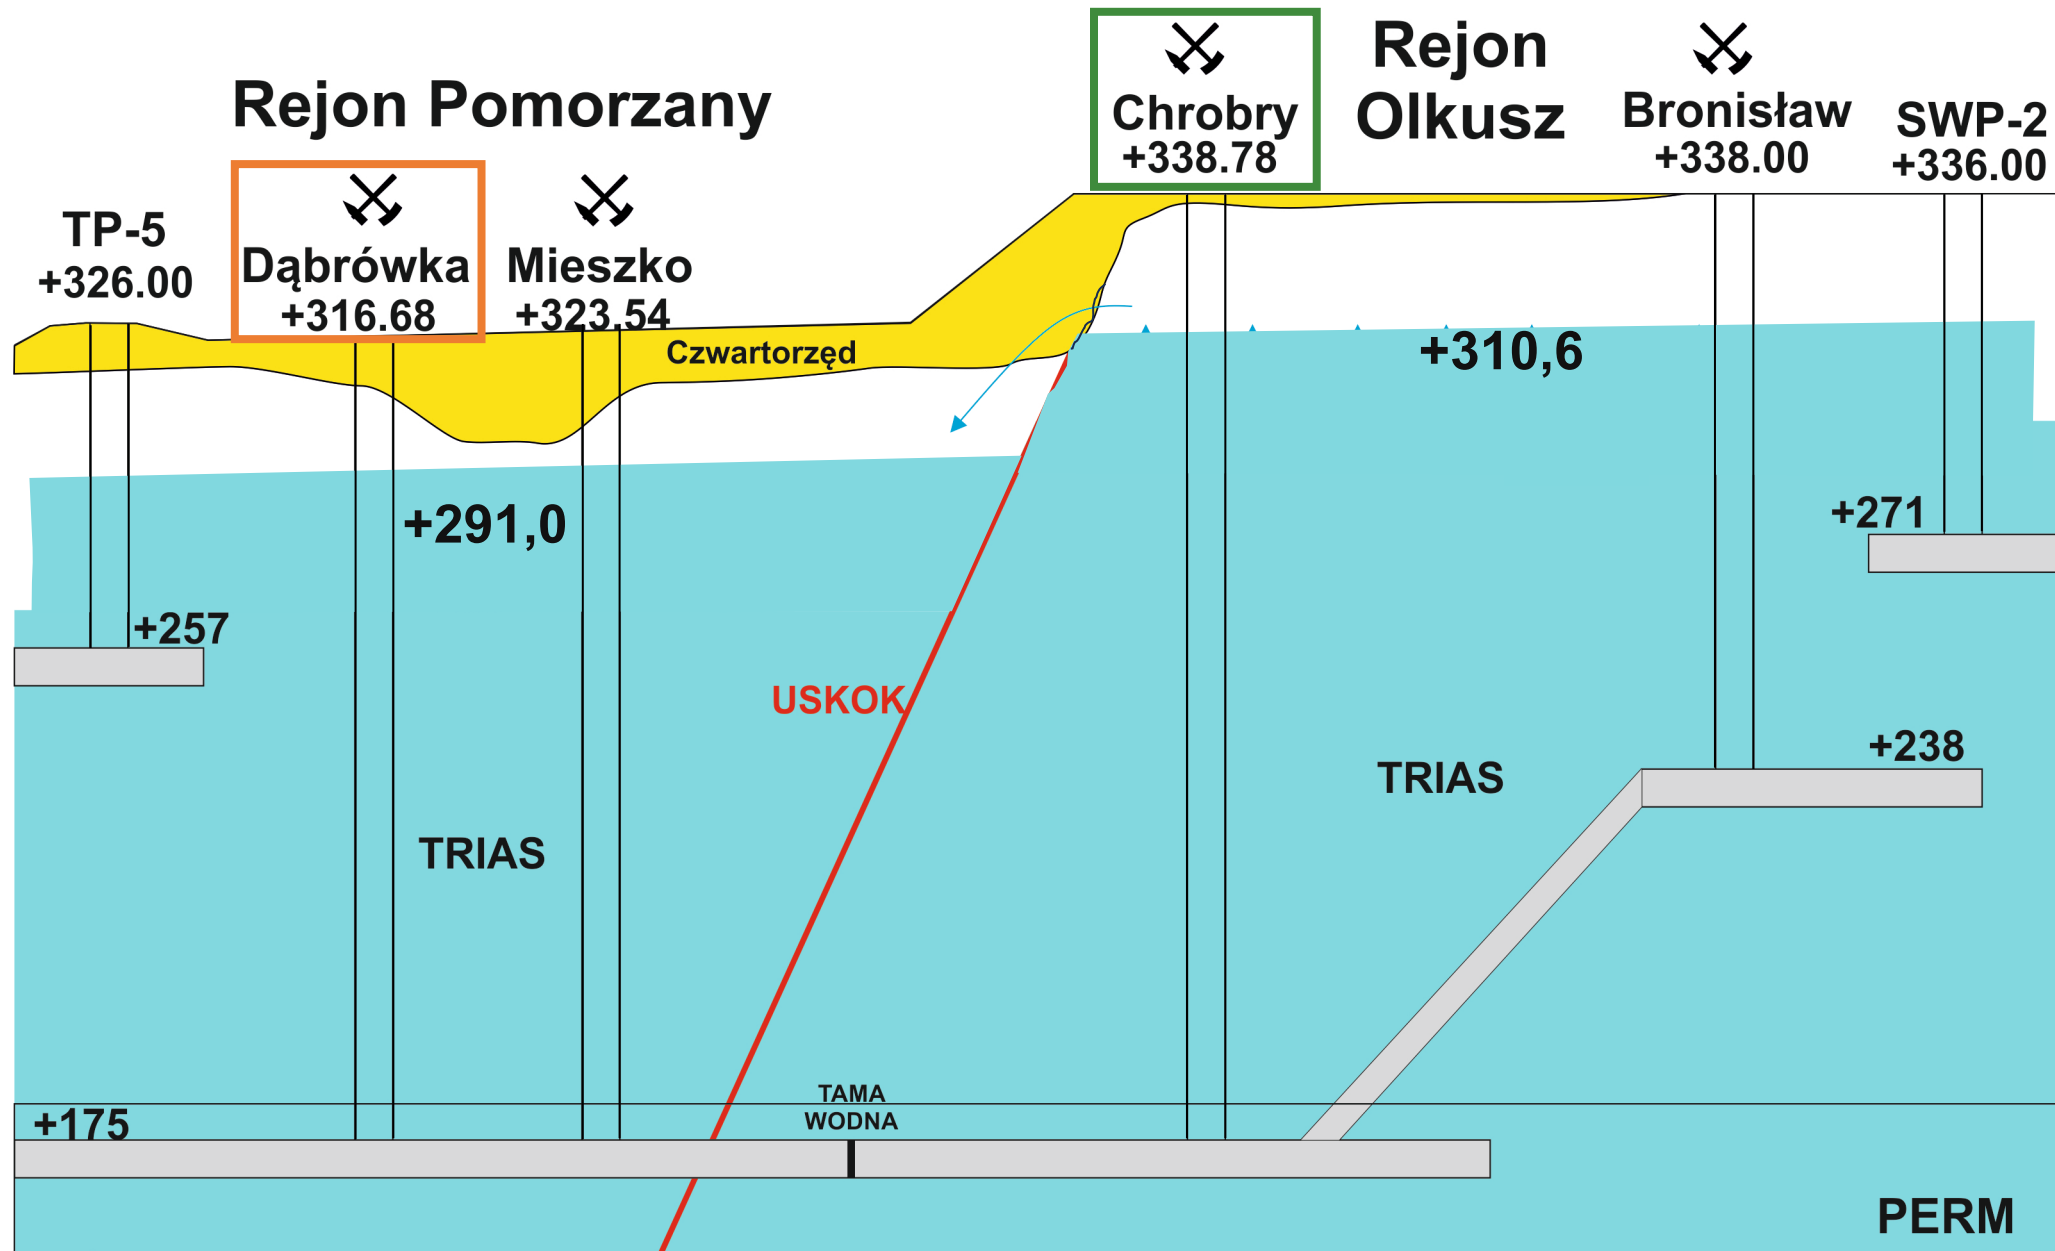 Rejon Pomorzany
Rejon
Olkusz
TP-5
+326.00
Dąbrówka
+316.68
Mieszko
+323.54
Chrobry
+338.78
Bronisław
+338.00
SWP-2
+336.00
Czwartorzęd
+310,6
+291,0
+271
+257
USKOK
+238
TRIAS
TRIAS
TAMA
WODNA
+175
PERM